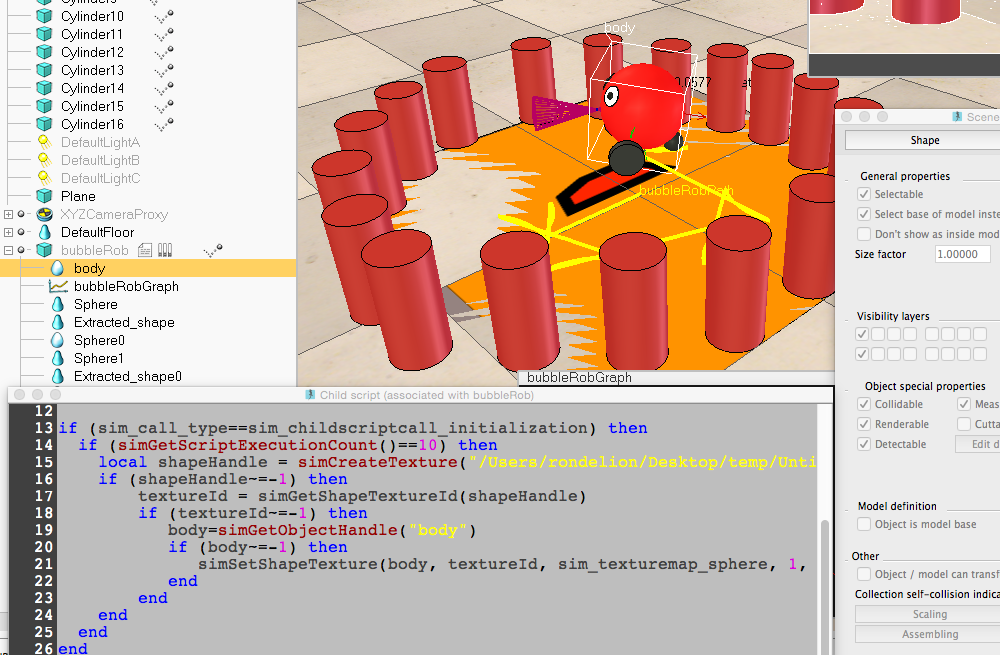 Cylinder10
Cylinder11
Cylinder12
Cylinder13
Cylinder14
Cylinder15
Cylinder16
DefaultLightA
DefaultLightB
DefaultLightC
Plane
XYZCameraProxy
DefaultFloor
bubbleRob
body
bubbleRobGraph
Sphere
Extracted_shape
Sphere0
Sphere1
Extracted_shape0
body
0.0577
bubbleRobPath
bubbleRobGraph
Scene
Shape
General properties
Selectable
Select base of model inste
Don't show as inside mod
Size factor
1.00000
Visibility layers
Object special properties
Collidable
Meas
Renderable
Cutta
Detectable
Edit d
Model definition
Object is model base
Other
Object / model can transf
Collection self-collision indica
Scaling
Assembling
Child script (associated with bubbleRob)
12
13 if (sim_call_type==sim_childscriptcall_initialization) then
14 if (simGetScriptExecutionCount()==10) then
15 local shapeHandle = simCreateTexture("/Users/rondelion/Desktop/temp/Unti
16 if (shapeHandle~=-1) then
17 textureId = simGetShapeTextureId(shapeHandle)
18 if (textureId~=-1) then
19 body=simGetObjectHandle("body")
20 if (body~=-1) then
21 simSetShapeTexture(body, textureId, sim_texturemap_sphere, 1,
22 end
23 end
24 end
25 end
26 end